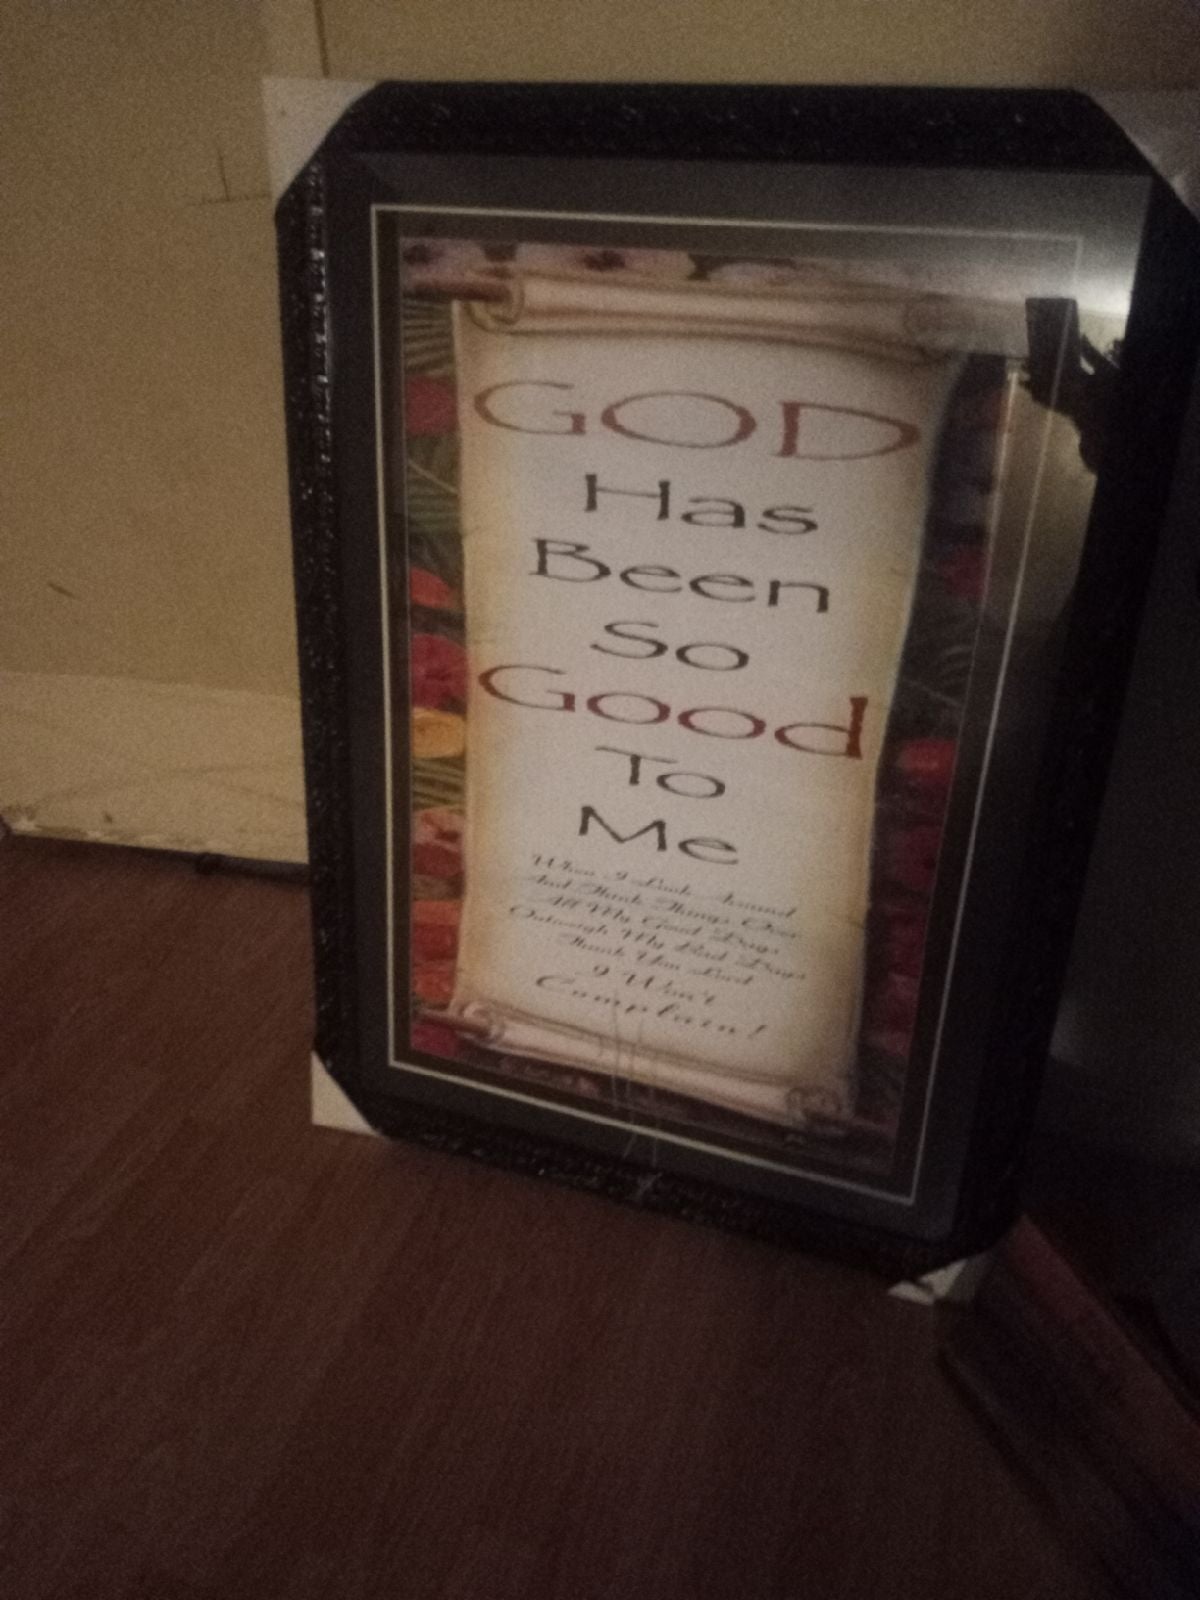 GOD
Has
Been
So
Good
To
Me
When I Look Around
And Think Things Over
All My Good Days
Outweigh My Bad Days
Thank You Lord
I Won't
Complain!